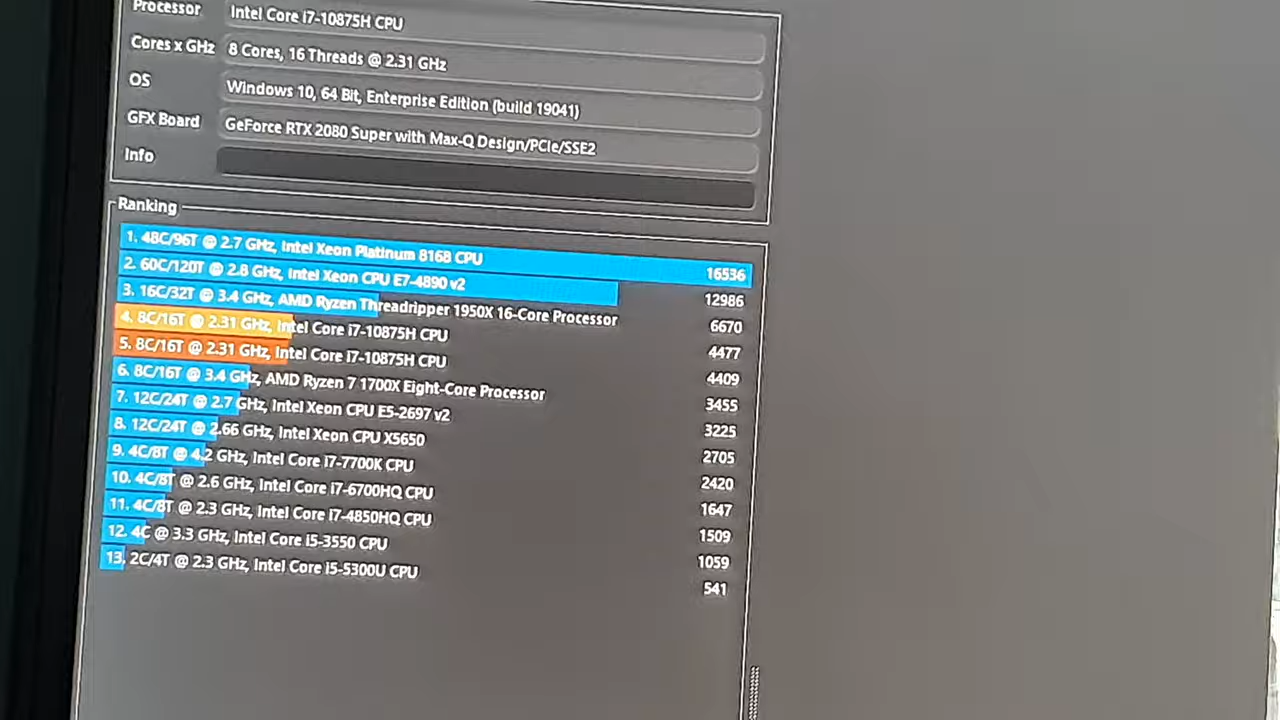 Processor Intel Core i7-10875H CPU
Cores x GHz 8 Cores, 16 Threads @ 2.31 GHz
OS Windows 10, 64 Bit, Enterprise Edition (build 19041)
GFX Board GeForce RTX 2080 Super with Max-Q Design/PCIe/SSE2
Info
Ranking
1. 48C/96T @ 2.7 GHz, Intel Xeon Platinum 8168 CPU 16536
2. 60C/120T @ 2.8 GHz, Intel Xeon CPU E7-4890 v2 12986
3. 16C/32T @ 3.4 GHz, AMD Ryzen Threadripper 1950X 16-Core Processor 6670
4. 8C/16T @ 2.31 GHz, Intel Core i7-10875H CPU 4477
5. 8C/16T @ 2.31 GHz, Intel Core i7-10875H CPU 4409
6. 8C/16T @ 3.4 GHz, AMD Ryzen 7 1700X Eight-Core Processor 3455
7. 12C/24T @ 2.7 GHz, Intel Xeon CPU E5-2697 v2 3225
8. 12C/24T @ 2.66 GHz, Intel Xeon CPU X5650 2705
9. 4C/8T @ 4.2 GHz, Intel Core i7-7700K CPU 2420
10. 4C/8T @ 2.6 GHz, Intel Core i7-6700HQ CPU 1647
11. 4C/8T @ 2.3 GHz, Intel Core i7-4850HQ CPU 1509
12. 4C @ 3.3 GHz, Intel Core i5-3550 CPU 1059
13. 2C/4T @ 2.3 GHz, Intel Core i5-5300U CPU 541